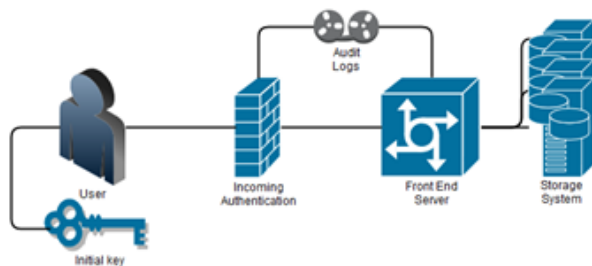 Audit
Logs
User
Incoming
Authentication
Front End
Server
Storage
System
Initial key